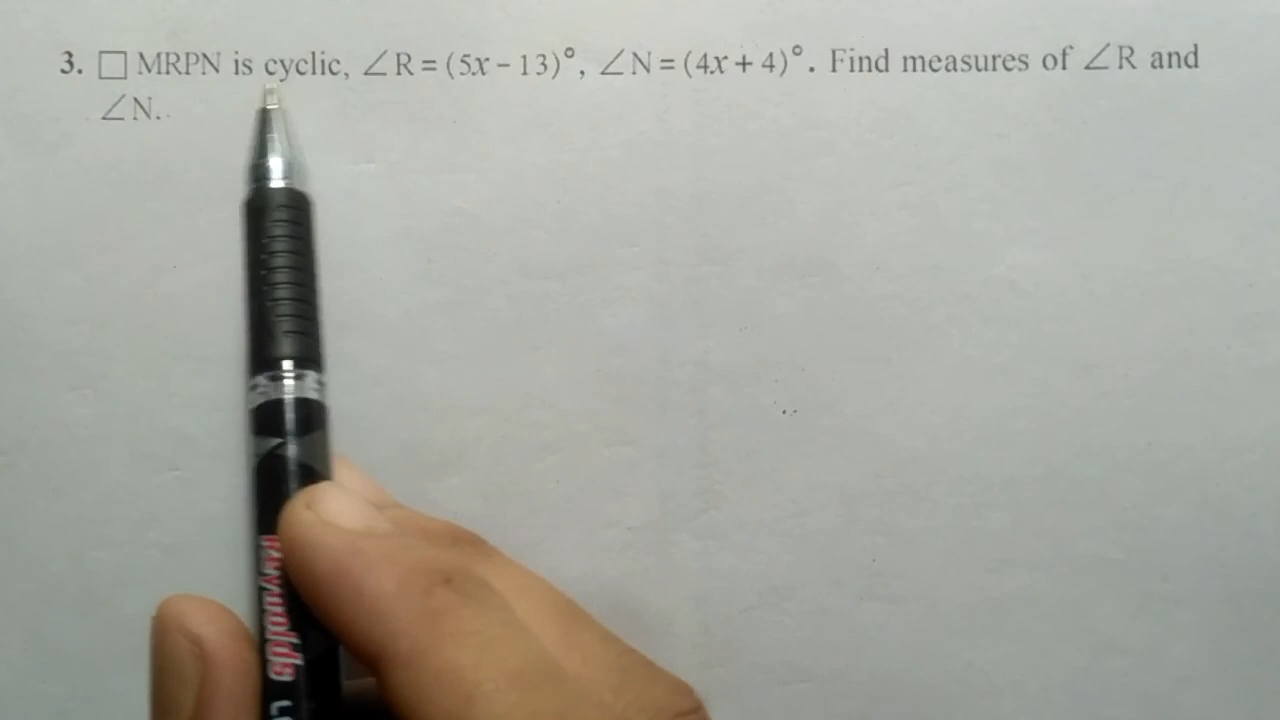 3. □ MRPN is cyclic, ∠R = (5x − 13)°, ∠N = (4x + 4)°. Find measures of ∠R and
∠N.